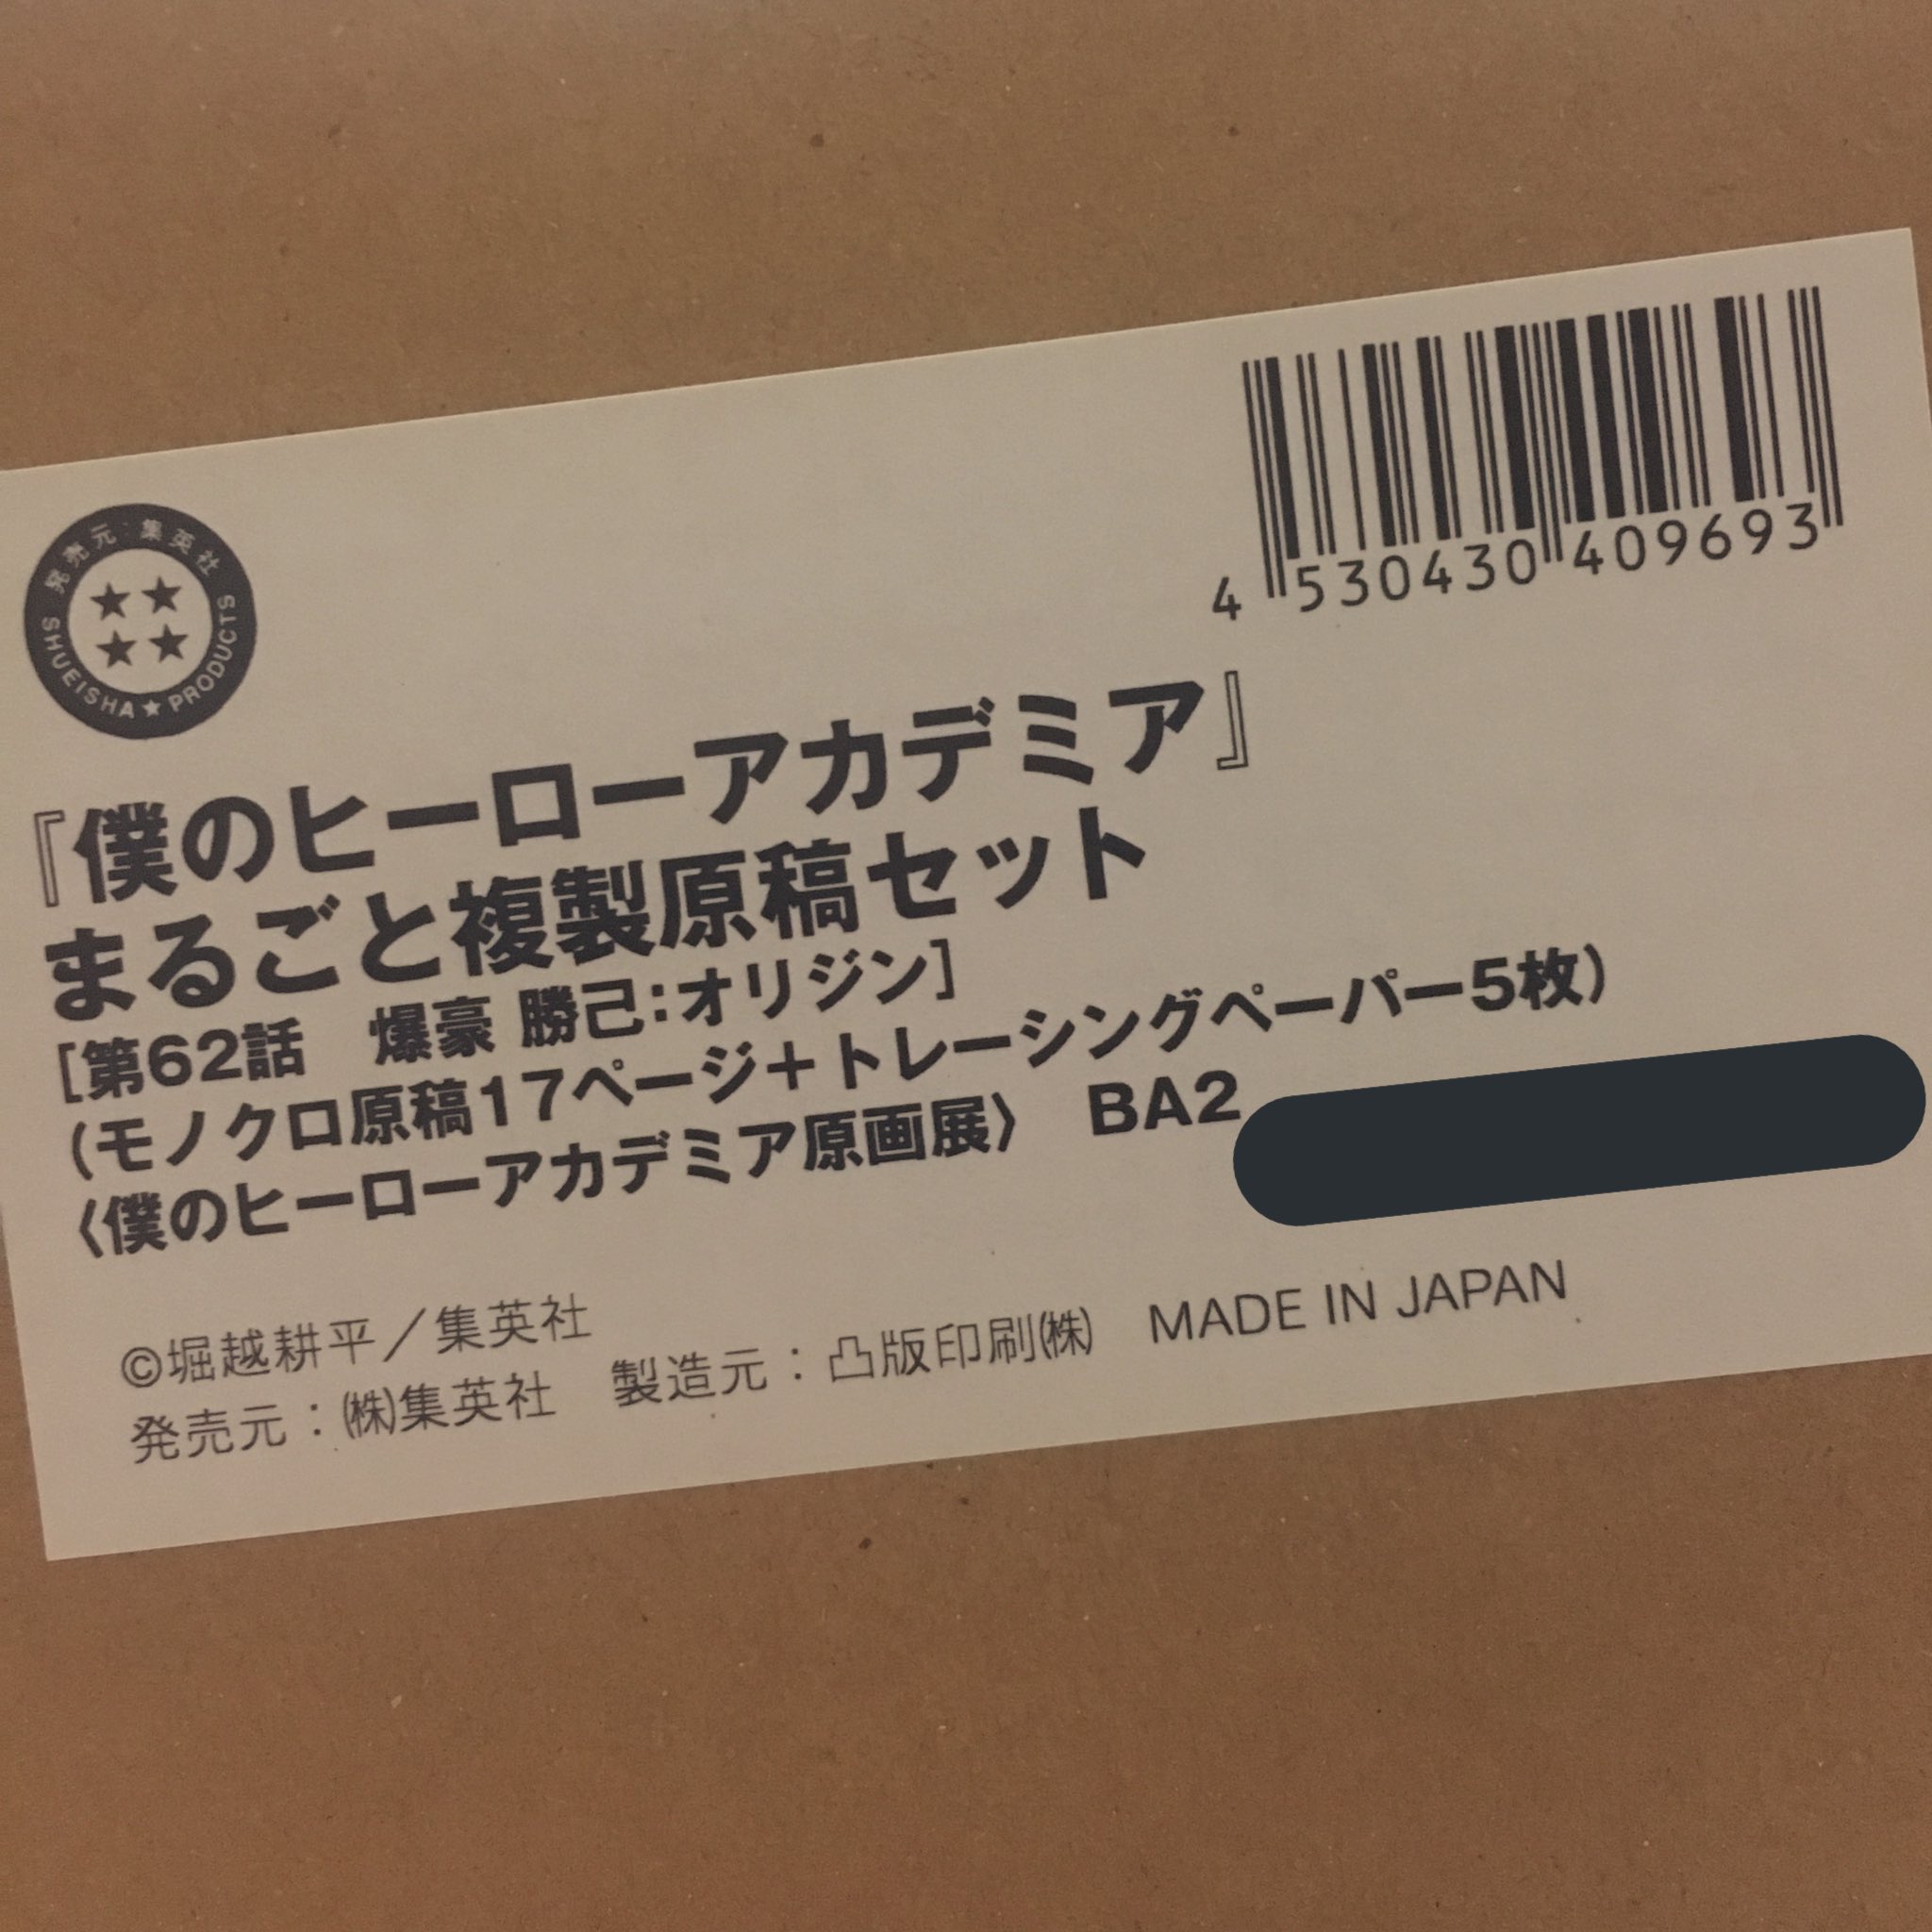 発売元：集英社
SHUEISHA★PRODUCTS
4 530430 409693
『僕のヒーローアカデミア』
まるごと複製原稿セット
［第62話　爆豪 勝己：オリジン］
（モノクロ原稿17ページ＋トレーシングペーパー5枚）
〈僕のヒーローアカデミア原画展〉　BA2
©堀越耕平／集英社
発売元：㈱集英社　製造元：凸版印刷㈱　MADE IN JAPAN